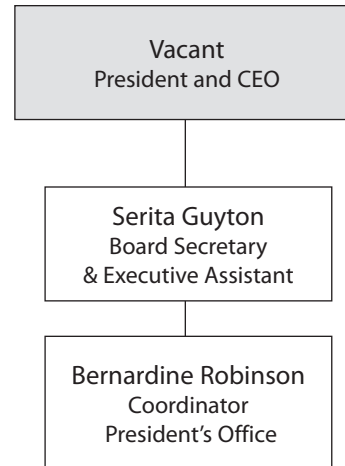 Vacant
President and CEO
Serita Guyton
Board Secretary
& Executive Assistant
Bernardine Robinson
Coordinator
President’s Office